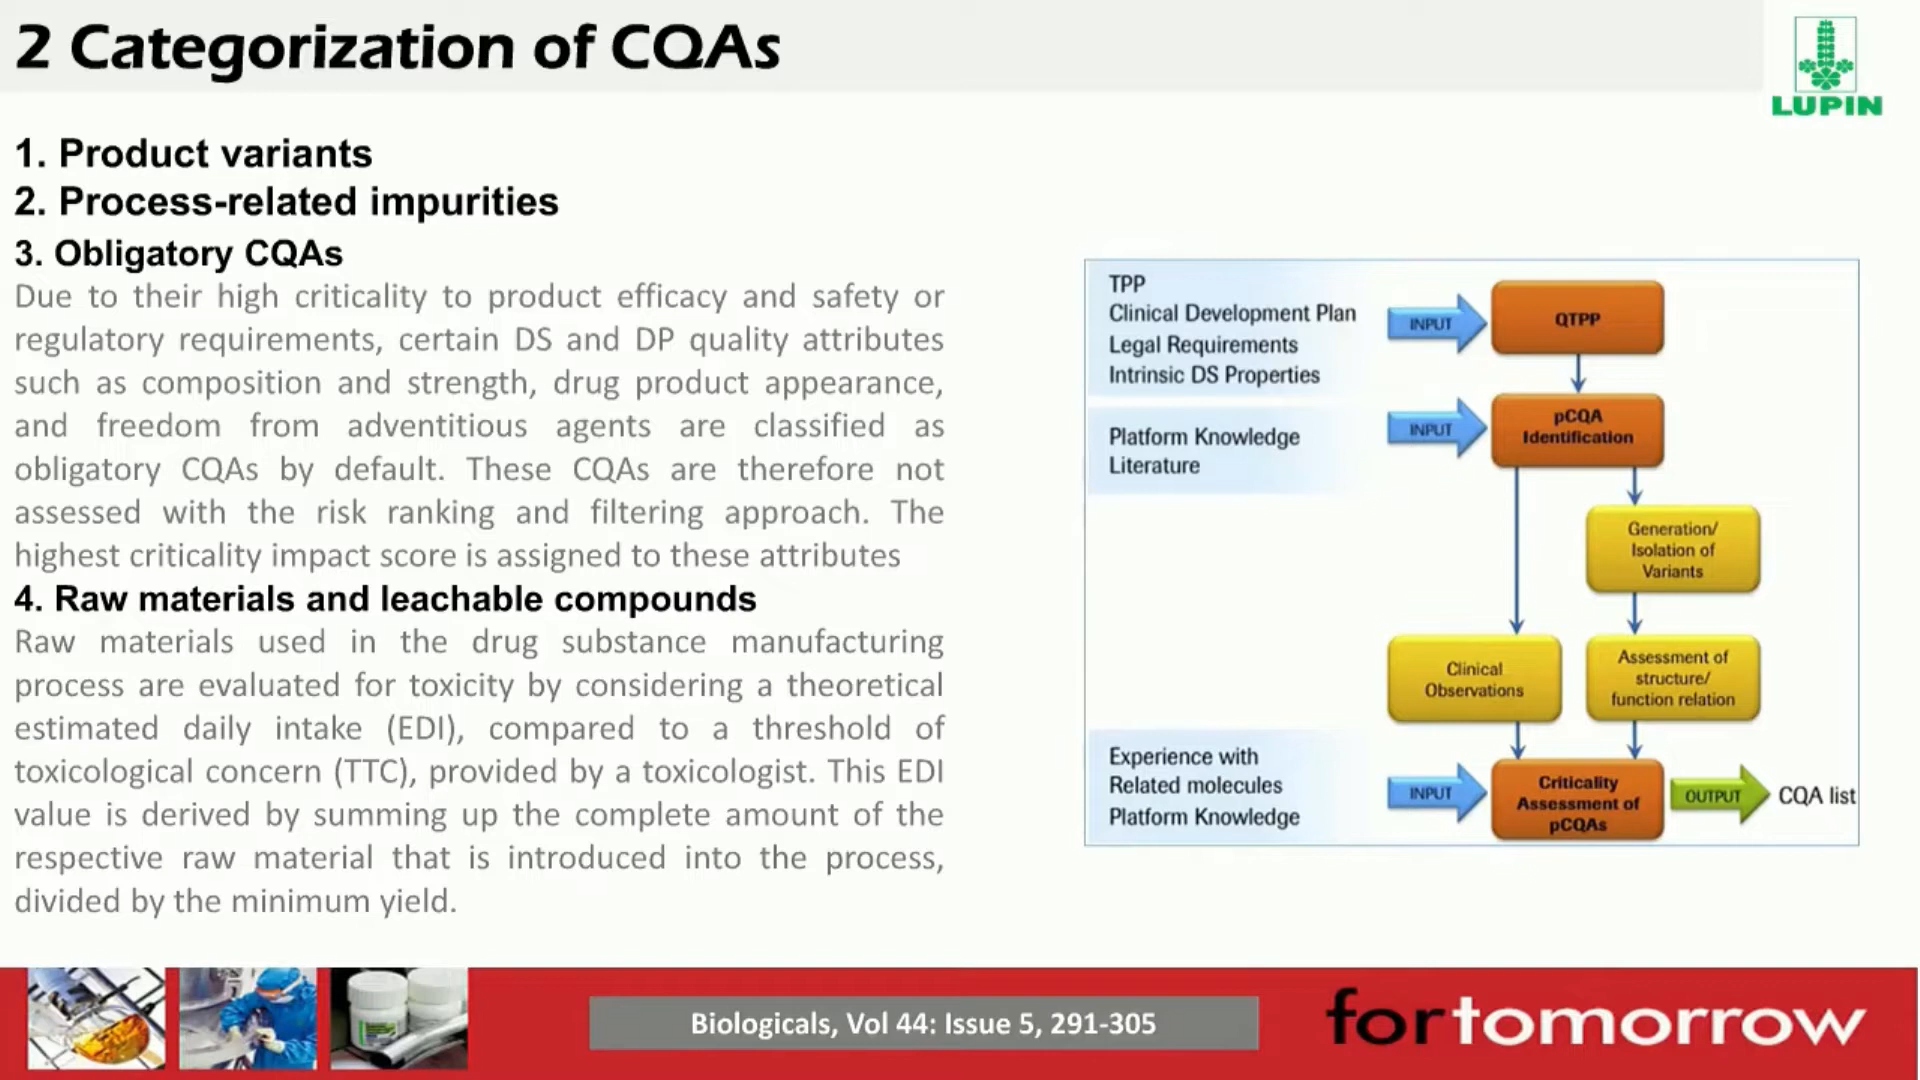 2 Categorization of CQAs
LUPIN
1. Product variants
2. Process-related impurities
3. Obligatory CQAs
Due to their high criticality to product efficacy and safety or
regulatory requirements, certain DS and DP quality attributes
such as composition and strength, drug product appearance,
and freedom from adventitious agents are classified as
obligatory CQAs by default. These CQAs are therefore not
assessed with the risk ranking and filtering approach. The
highest criticality impact score is assigned to these attributes
4. Raw materials and leachable compounds
Raw materials used in the drug substance manufacturing
process are evaluated for toxicity by considering a theoretical
estimated daily intake (EDI), compared to a threshold of
toxicological concern (TTC), provided by a toxicologist. This EDI
value is derived by summing up the complete amount of the
respective raw material that is introduced into the process,
divided by the minimum yield.
TPP
Clinical Development Plan
Legal Requirements
Intrinsic DS Properties
INPUT
QTPP
Platform Knowledge
Literature
INPUT
pCQA
Identification
Generation/
Isolation of
Variants
Clinical
Observations
Assessment of
structure/
function relation
Experience with
Related molecules
Platform Knowledge
INPUT
Criticality
Assessment of
pCQAs
OUTPUT
CQA list
Biologicals, Vol 44: Issue 5, 291-305
fortomorrow